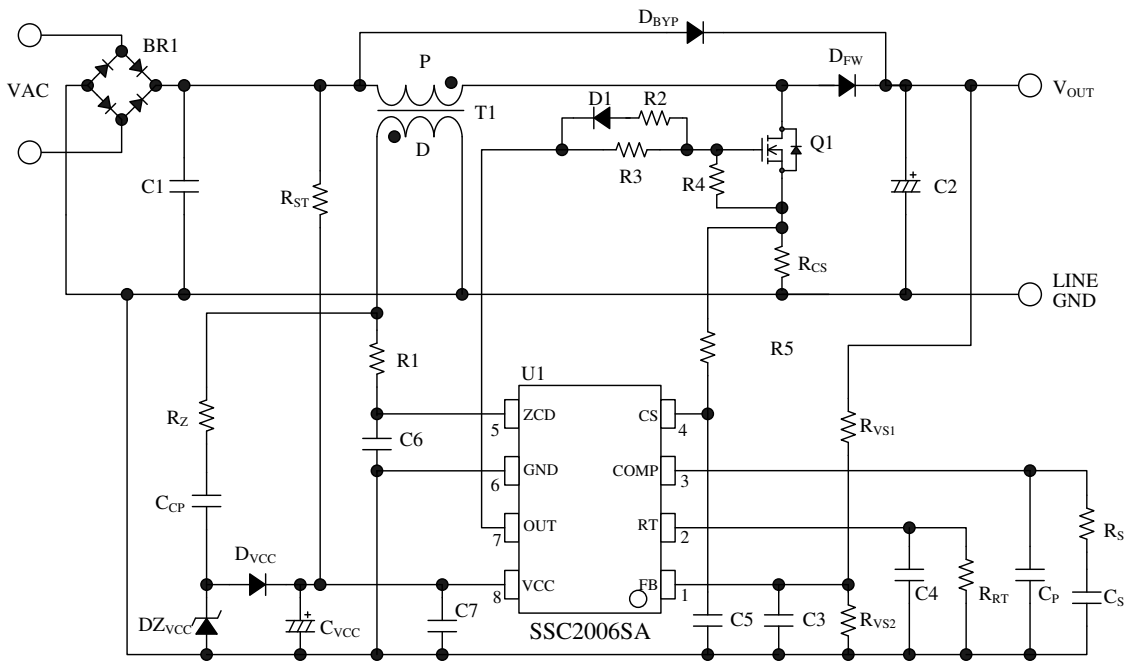 D_BYP
BR1
P
D_FW
VAC
V_OUT
D1
R2
T1
D
Q1
C1
R3
R4
C2
R_ST
R_CS
LINE
GND
R1
R5
U1
R_Z
ZCD
CS
5
4
C6
R_VS1
GND
COMP
6
3
C_CP
OUT
RT
7
2
R_S
D_VCC
VCC
FB
8
1
C7
C5
C3
C4
R_RT
C_P
C_S
DZ_VCC
C_VCC
R_VS2
SSC2006SA